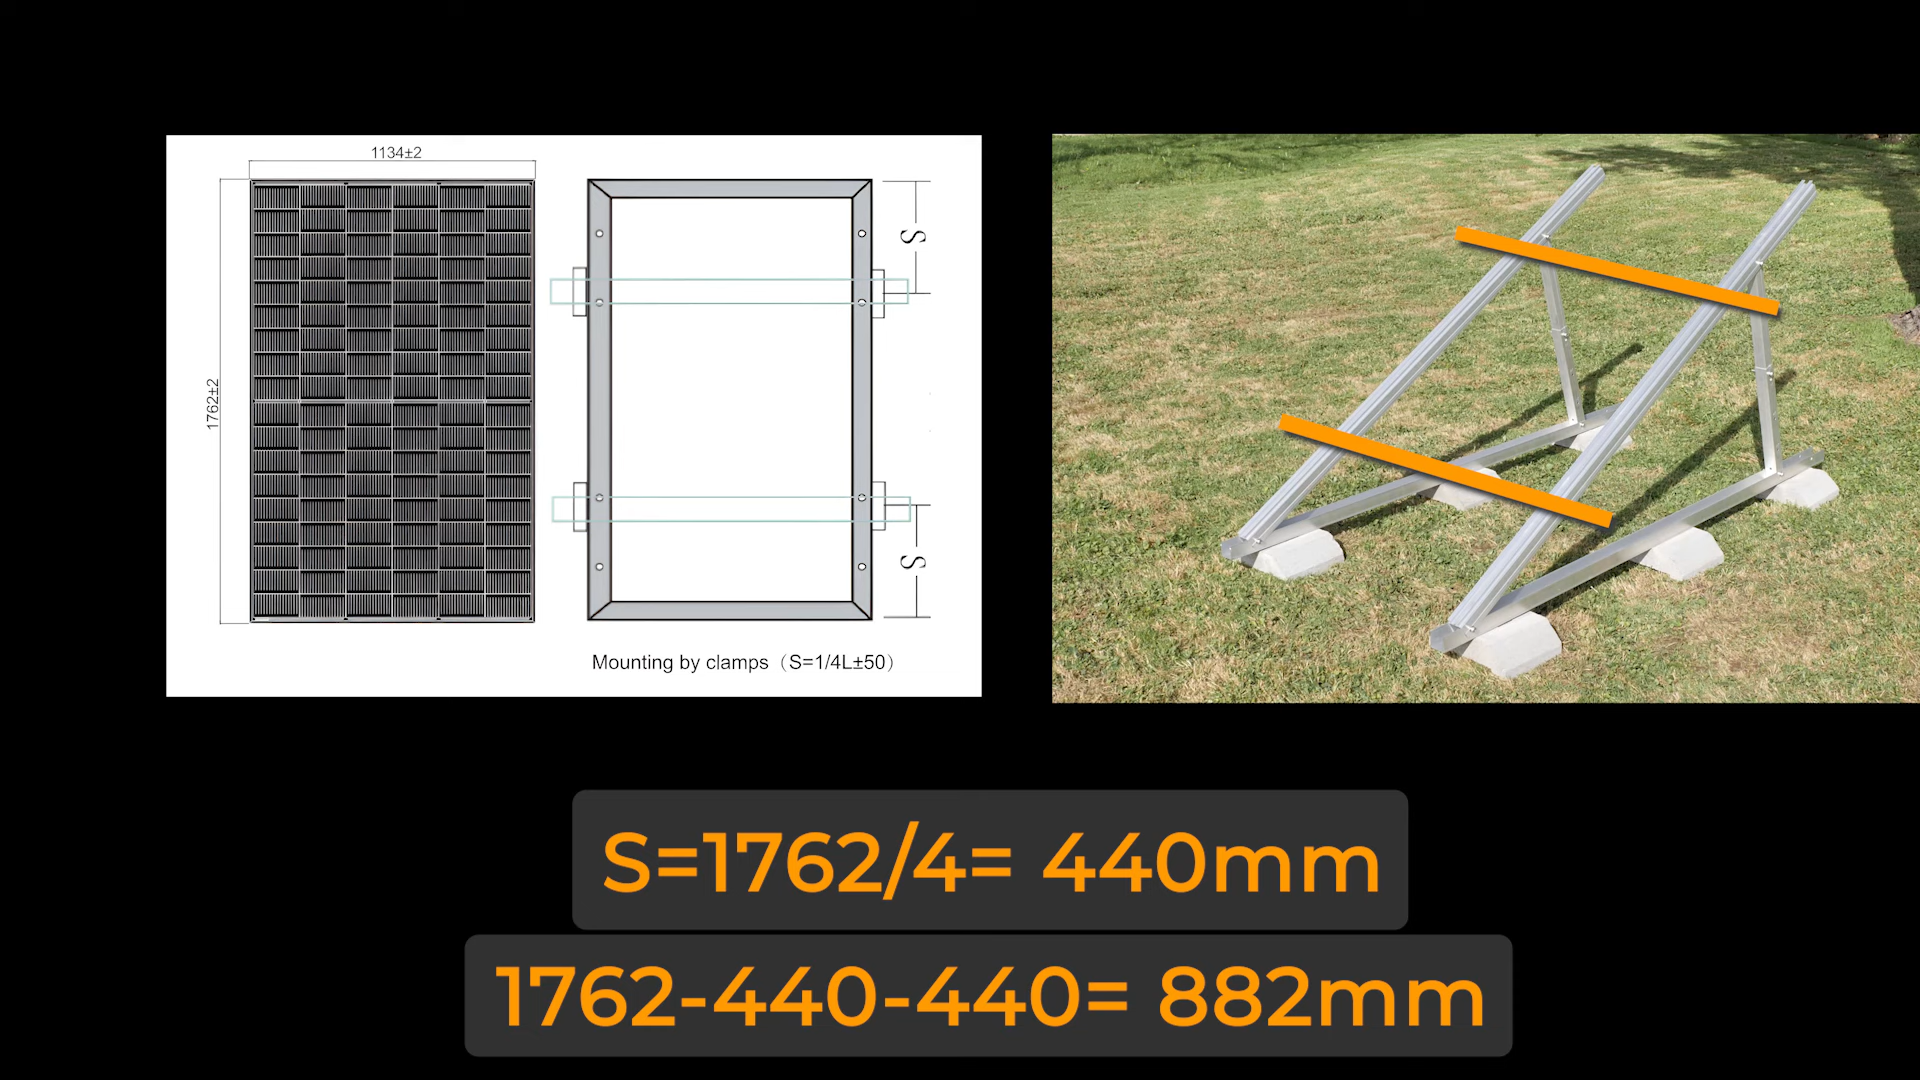 1134±2
1762±2
S
S
Mounting by clamps（S=1/4L±50）
S=1762/4= 440mm
1762-440-440= 882mm